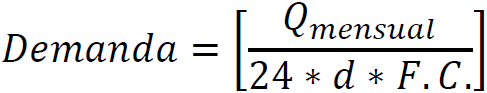 Demanda = [Q_mensual / (24 * d * F.C.)]